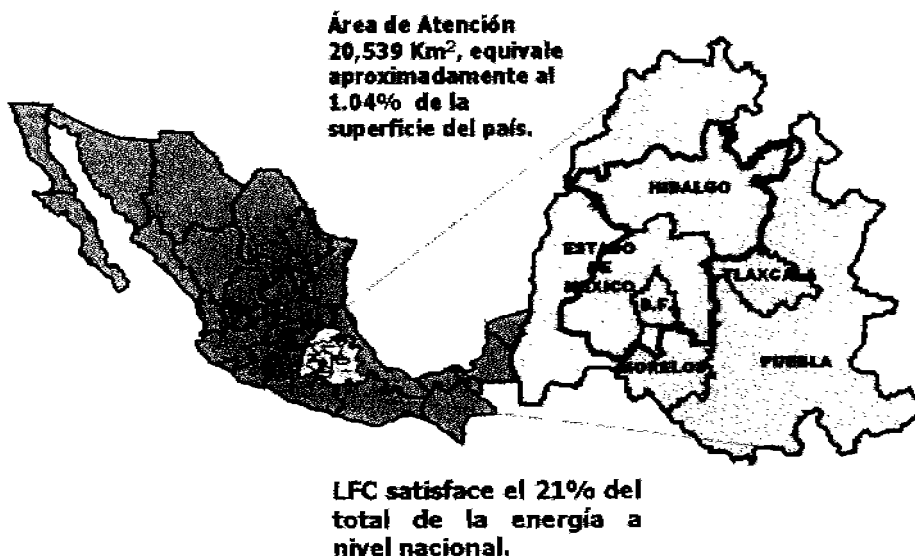 Área de Atención
20,539 Km², equivale
aproximadamente al
1.04% de la
superficie del país.
HIDALGO
ESTADO
DE
MÉXICO
D.F.
TLAXCALA
MORELOS
PUEBLA
LFC satisface el 21% del
total de la energía a
nivel nacional.